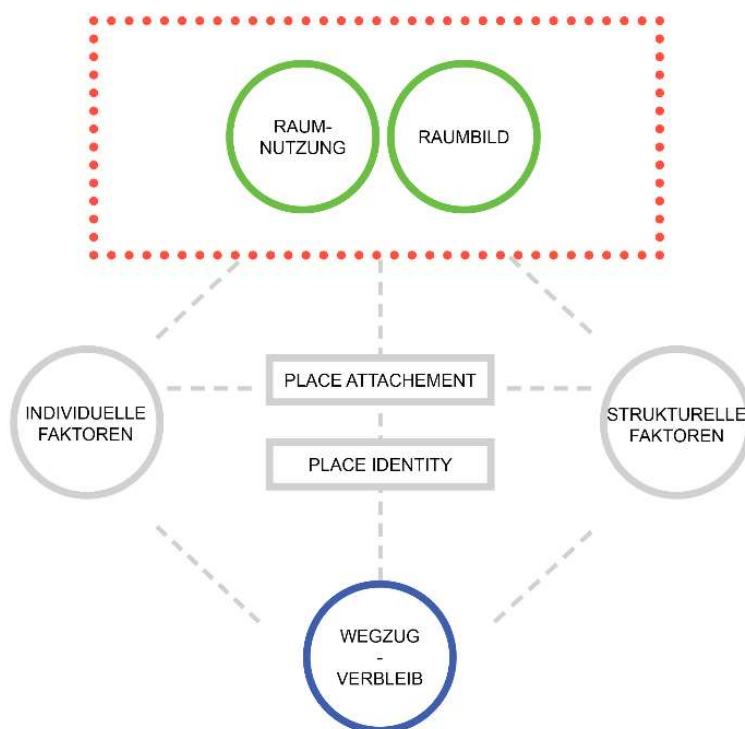 RAUM-
NUTZUNG
RAUMBILD
PLACE ATTACHEMENT
INDIVIDUELLE
FAKTOREN
STRUKTURELLE
FAKTOREN
PLACE IDENTITY
WEGZUG
-
VERBLEIB